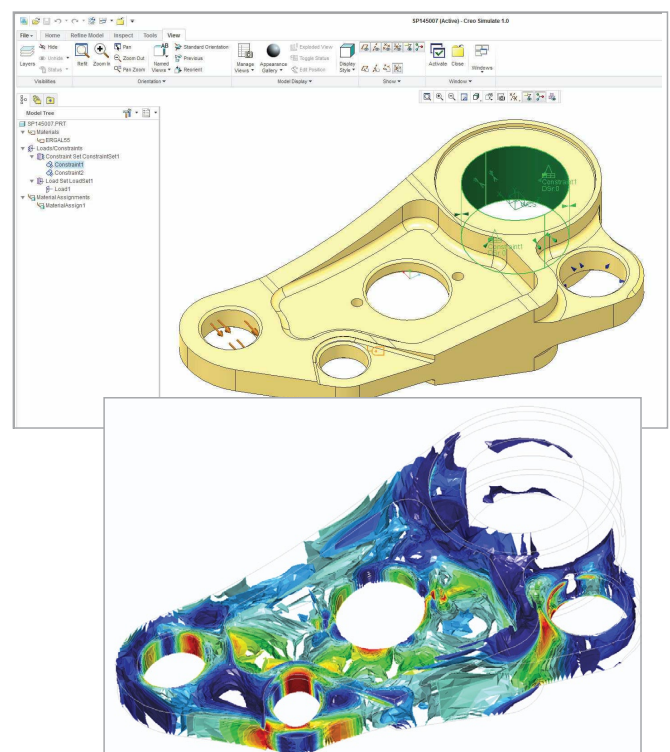 SP145007 (Active) - Creo Simulate 1.0
File Home Refine Model Inspect Tools View
Layers
Hide
Unhide
Status
Visibilities
Refit
Zoom In
Pan
Zoom Out
Pan Zoom
Named Views
Standard Orientation
Previous
Reorient
Orientation
Manage Views
Appearance Gallery
Exploded View
Toggle Status
Edit Position
Model Display
Display Style
Show
Activate
Close
Windows
Window
Model Tree
SP145007.PRT
Materials
ERGAL55
Loads/Constraints
Constraint Set ConstraintSet1
Constraint1
Constraint2
Load Set LoadSet1
Load1
Material Assignments
MaterialAssign1
Constraint1
Constraint1